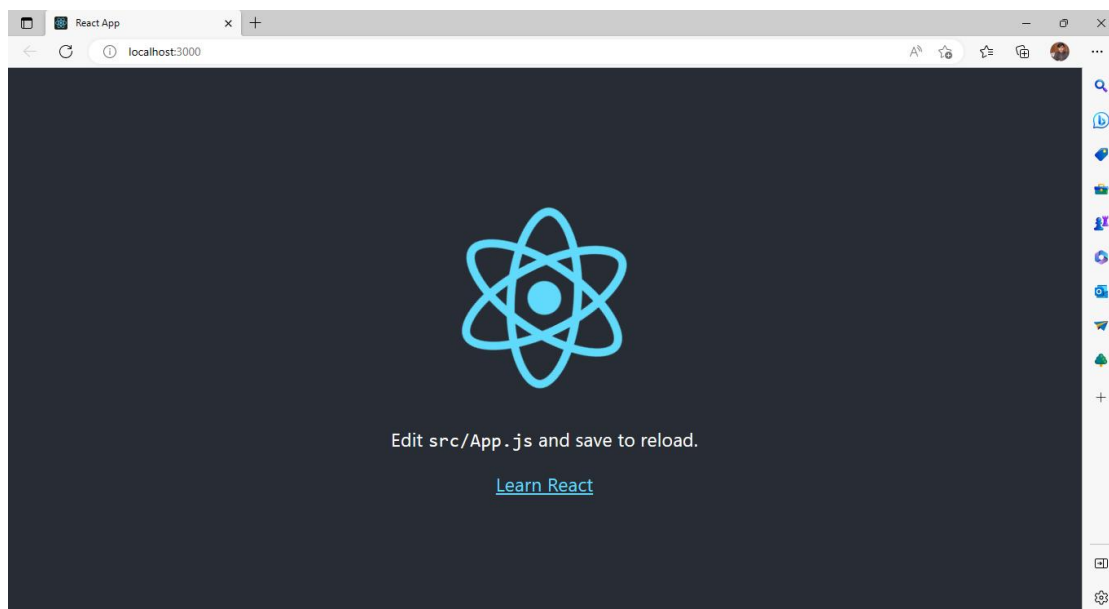 React App
localhost:3000
Edit src/App.js and save to reload.
Learn React